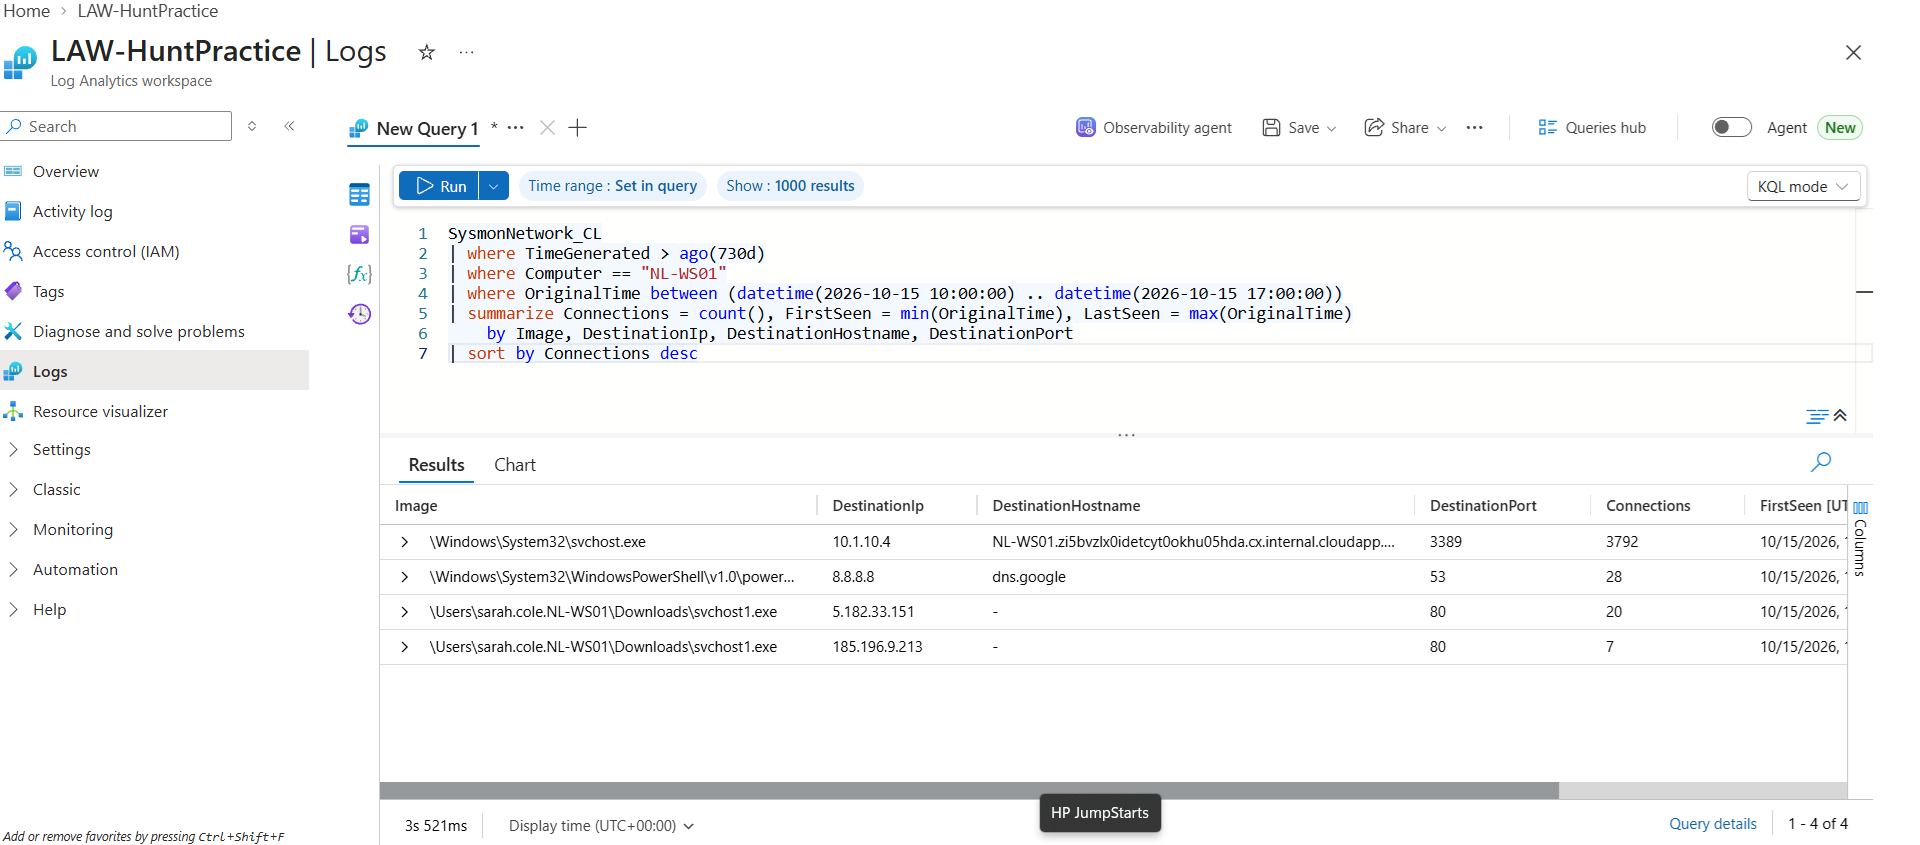 Home > LAW-HuntPractice
LAW-HuntPractice | Logs
Log Analytics workspace
Search
Overview
Activity log
Access control (IAM)
Tags
Diagnose and solve problems
Logs
Resource visualizer
Settings
Classic
Monitoring
Automation
Help
Add or remove favorites by pressing Ctrl+Shift+F
New Query 1 *
Observability agent
Save
Share
Queries hub
Agent New
Run
Time range : Set in query
Show : 1000 results
KQL mode
1 SysmonNetwork_CL
2 | where TimeGenerated > ago(730d)
3 | where Computer == "NL-WS01"
4 | where OriginalTime between (datetime(2026-10-15 10:00:00) .. datetime(2026-10-15 17:00:00))
5 | summarize Connections = count(), FirstSeen = min(OriginalTime), LastSeen = max(OriginalTime)
6 by Image, DestinationIp, DestinationHostname, DestinationPort
7 | sort by Connections desc
Results Chart
Image DestinationIp DestinationHostname DestinationPort Connections FirstSeen [UT
\Windows\System32\svchost.exe 10.1.10.4 NL-WS01.zi5bvzlx0idetcyt0okhu05hda.cx.internal.cloudapp.... 3389 3792 10/15/2026, 1
\Windows\System32\WindowsPowerShell\v1.0\power... 8.8.8.8 dns.google 53 28 10/15/2026, 1
\Users\sarah.cole.NL-WS01\Downloads\svchost1.exe 5.182.33.151 - 80 20 10/15/2026, 1
\Users\sarah.cole.NL-WS01\Downloads\svchost1.exe 185.196.9.213 - 80 7 10/15/2026, 1
Columns
HP JumpStarts
3s 521ms
Display time (UTC+00:00)
Query details
1 - 4 of 4